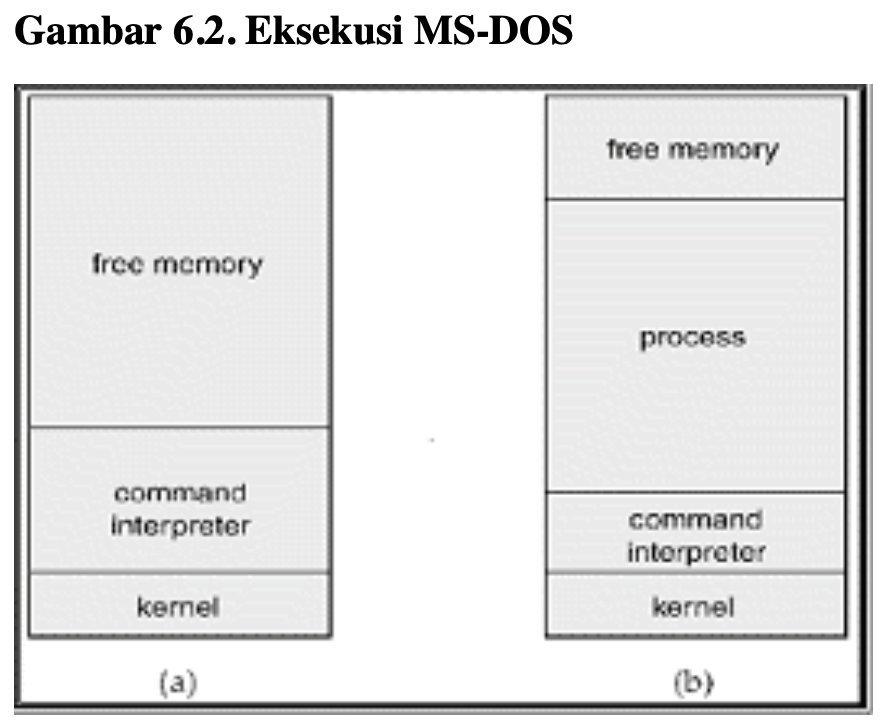 Gambar 6.2. Eksekusi MS-DOS
free memory
command
interpreter
kernel
(a)
free memory
process
command
interpreter
kernel
(b)